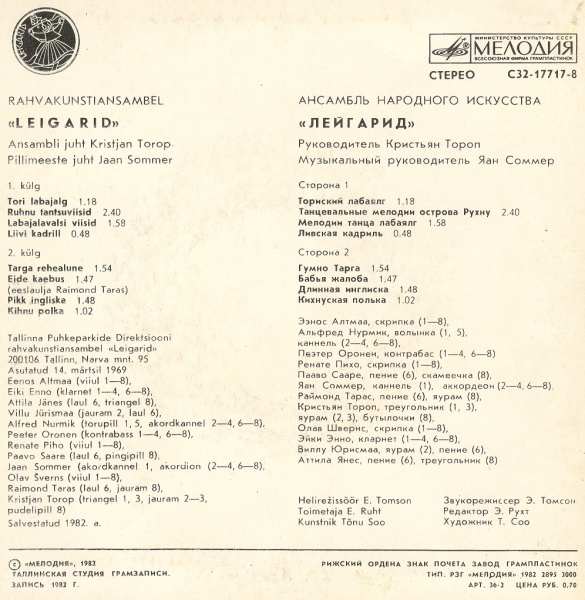 LEIGARID
МИНИСТЕРСТВО КУЛЬТУРЫ СССР
МЕЛОДИЯ
ВСЕСОЮЗНАЯ ФИРМА ГРАМПЛАСТИНОК
СТЕРЕО С32-17717-8
RAHVAKUNSTIANSAMBEL
«LEIGARID»
Ansambli juht Kristjan Torop
Pillimeeste juht Jaan Sommer
1. külg
Tori labajalg 1.18
Ruhnu tantsuviisid 2.40
Labajalavalsi viisid 1.58
Liivi kadrill 0.48
2. külg
Targa rehealune 1.54
Eide kaebus 1.47
(eeslaulja Raimond Taras)
Pikk ingliska 1.48
Kihnu polka 1.02
Tallinna Puhkeparkide Direktsiooni
rahvakunstiansambel «Leigarid»
200106 Tallinn, Narva mnt. 95
Asutatud 14. märtsil 1969
Eenos Altmaa (viiul 1—8),
Eiki Enno (klarnet 1—4, 6—8),
Attila Jänes (laul 6, triangel 8),
Villu Jürismaa (jauram 2, laul 6),
Alfred Nurmik (torupill 1, 5, akordkannel 2—4, 6—8),
Peeter Oronen (kontrabass 1—4, 6—8),
Renate Piho (viiul 1—8),
Paavo Saare (laul 6, pingipill 8),
Jaan Sommer (akordkannel 1, akordion (2—4, 6—8),
Olav Šverns (viiul 1—8),
Raimond Taras (laul 6, jauram 8),
Kristjan Torop (triangel 1, 3, jauram 2—3,
pudelipill 8)
Salvestatud 1982. a.
АНСАМБЛЬ НАРОДНОГО ИСКУССТВА
«ЛЕЙГАРИД»
Руководитель Кристьян Тороп
Музыкальный руководитель Яан Соммер
Сторона 1
Ториский лабаялг 1.18
Танцевальные мелодии острова Рухну 2.40
Мелодии танца лабаялг 1.58
Ливская кадриль 0.48
Сторона 2
Гумно Тарга 1.54
Бабья жалоба 1.47
Длинная инглиска 1.48
Кихнуская полька 1.02
Ээнос Алтмаа, скрипка (1—8),
Альфред Нурмик, волынка (1, 5),
каннель (2—4, 6—8),
Пеэтер Оронен, контрабас (1—4, 6—8)
Ренате Пихо, скрипка (1—8),
Пааво Сааре, пение (6), скамеечка (8),
Яан Соммер, каннель (1), аккордеон (2—4, 6—8)
Раймонд Тарас, пение (6), яурам (8),
Кристьян Тороп, треугольник (1, 3),
яурам (2, 3), бутылочки (8),
Олав Швернс, скрипка (1—8),
Эйки Энно, кларнет (1—4, 6—8),
Виллу Юрисмаа, яурам (2), пение (6),
Аттила Янес, пение (6), треугольник (8)
Helirežissöör E. Tomson
Toimetaja E. Ruht
Kunstnik Tõnu Soo
Звукорежиссер Э. Томсон
Редактор Э. Рухт
Художник Т. Соо
С «МЕЛОДИЯ», 1982
ТАЛЛИНСКАЯ СТУДИЯ ГРАМЗАПИСИ.
ЗАПИСЬ 1982 Г.
РИЖСКИЙ ОРДЕНА ЗНАК ПОЧЕТА ЗАВОД ГРАМПЛАСТИНОК
ТИП. РЗГ «МЕЛОДИЯ» 1982 2895 3000
АРТ. 36-2 ЦЕНА РУБ. 0,70